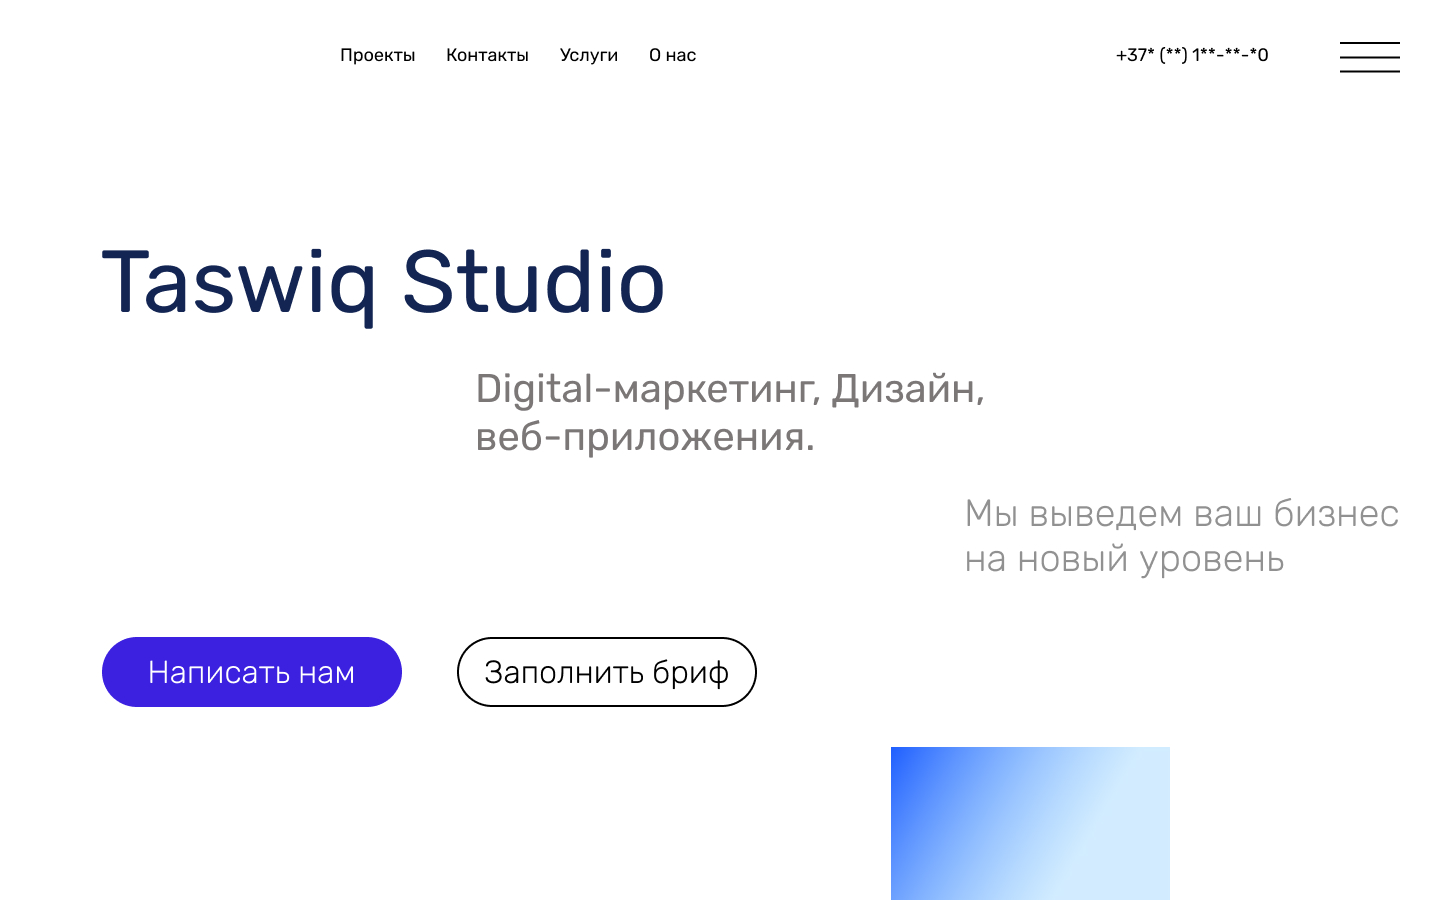 Проекты Контакты Услуги О нас +37* (**) 1**-**-*0
Taswiq Studio
Digital-маркетинг, Дизайн,
веб-приложения.
Мы выведем ваш бизнес
на новый уровень
Написать нам Заполнить бриф